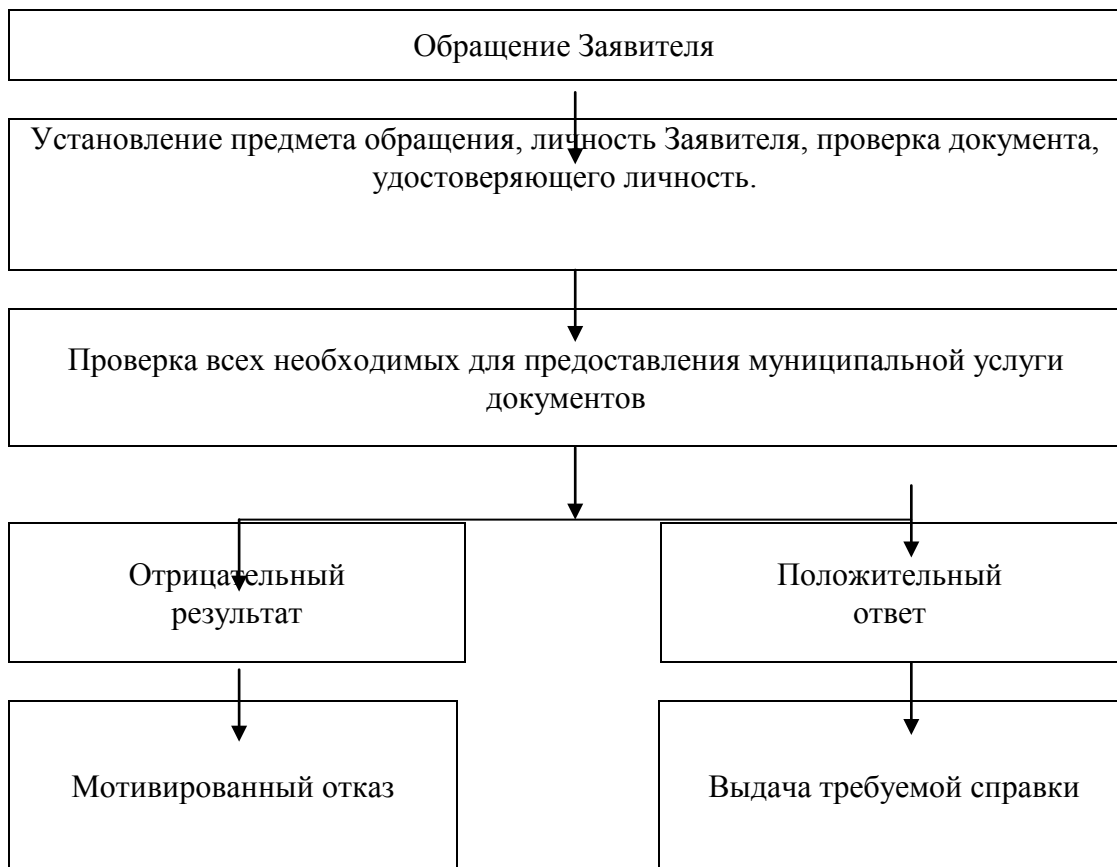 Обращение Заявителя
Установление предмета обращения, личность Заявителя, проверка документа,
удостоверяющего личность.
Проверка всех необходимых для предоставления муниципальной услуги
документов
Отрицательный
результат
Положительный
ответ
Мотивированный отказ
Выдача требуемой справки